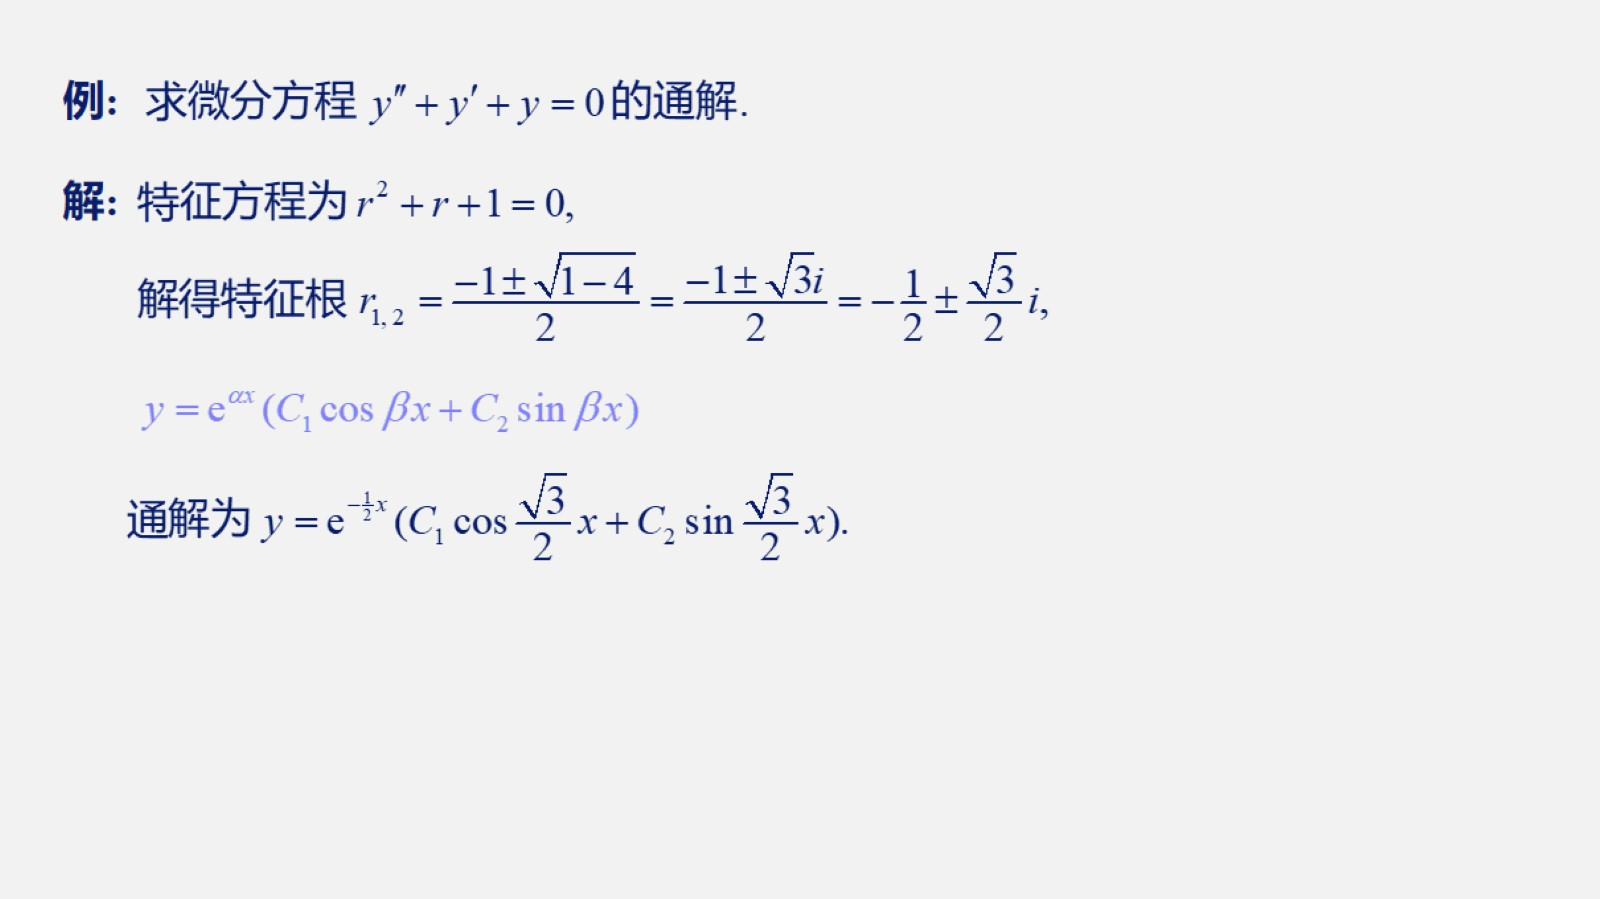 例: 求微分方程 y″ + y′ + y = 0 的通解.
解: 特征方程为 r² + r + 1 = 0,
解得特征根 r₁,₂ = (−1 ± √(1 − 4))/2 = (−1 ± √3i)/2 = −1/2 ± (√3/2) i,
y = e^{αx} (C₁ cos βx + C₂ sin βx)
通解为 y = e^{−(1/2)x} (C₁ cos (√3/2) x + C₂ sin (√3/2) x).